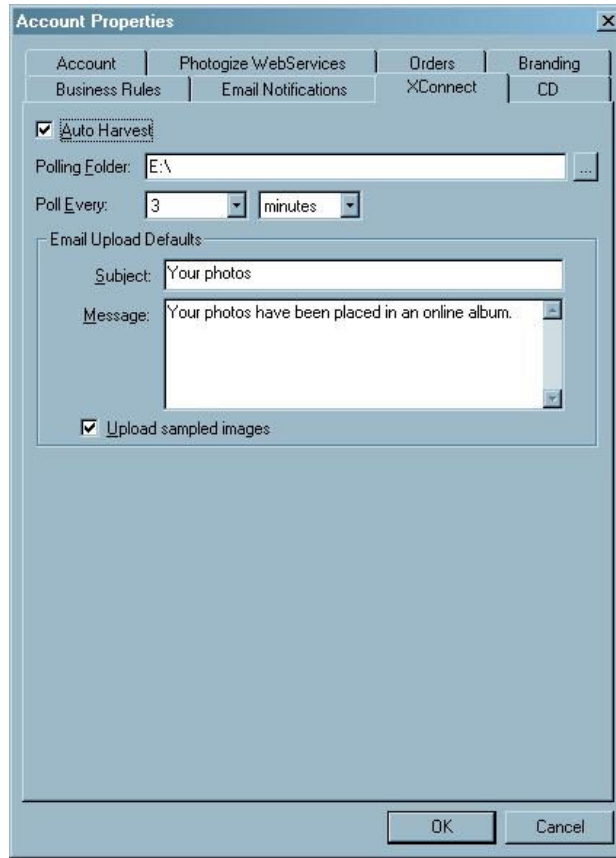 Account Properties
Account Photogize WebServices Orders Branding
Business Rules Email Notifications XConnect CD
Auto Harvest
Polling Folder: E:\ ...
Poll Every: 3 minutes
Email Upload Defaults
Subject: Your photos
Message: Your photos have been placed in an online album.
Upload sampled images
OK Cancel